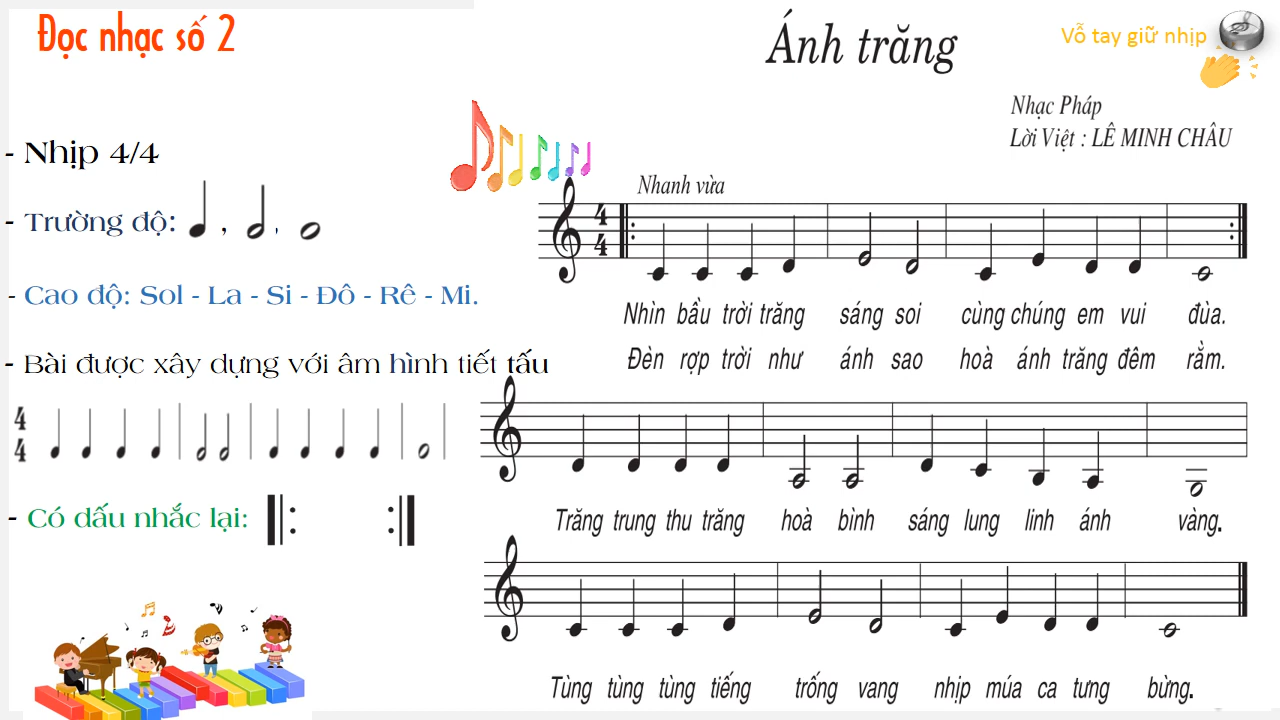 Đọc nhạc số 2
- Nhịp 4/4
- Trường độ: , ,
- Cao độ: Sol - La - Si - Đô - Rê - Mi.
- Bài được xây dựng với âm hình tiết tấu
4
4
- Có dấu nhắc lại:
Ánh trăng
Vỗ tay giữ nhịp
Nhạc Pháp
Lời Việt : LÊ MINH CHÂU
Nhanh vừa
4
4
Nhìn bầu trời trăng sáng soi cùng chúng em vui đùa.
Đèn rợp trời như ánh sao hoà ánh trăng đêm rằm.
Trăng trung thu trăng hoà bình sáng lung linh ánh vàng.
Tùng tùng tùng tiếng trống vang nhịp múa ca tưng bừng.